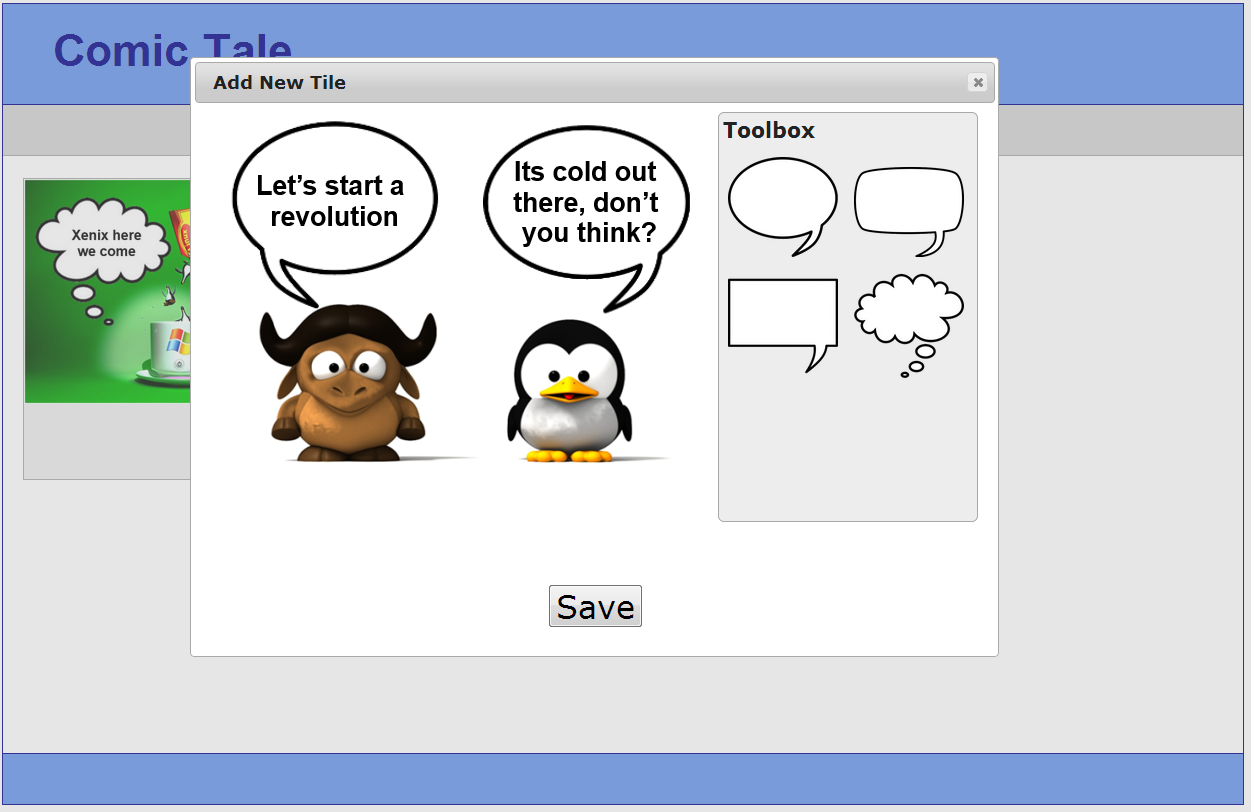 Comic Tale
Add New Tile
Let’s start a
revolution
Its cold out
there, don’t
you think?
Toolbox
Xenix here
we come
Save